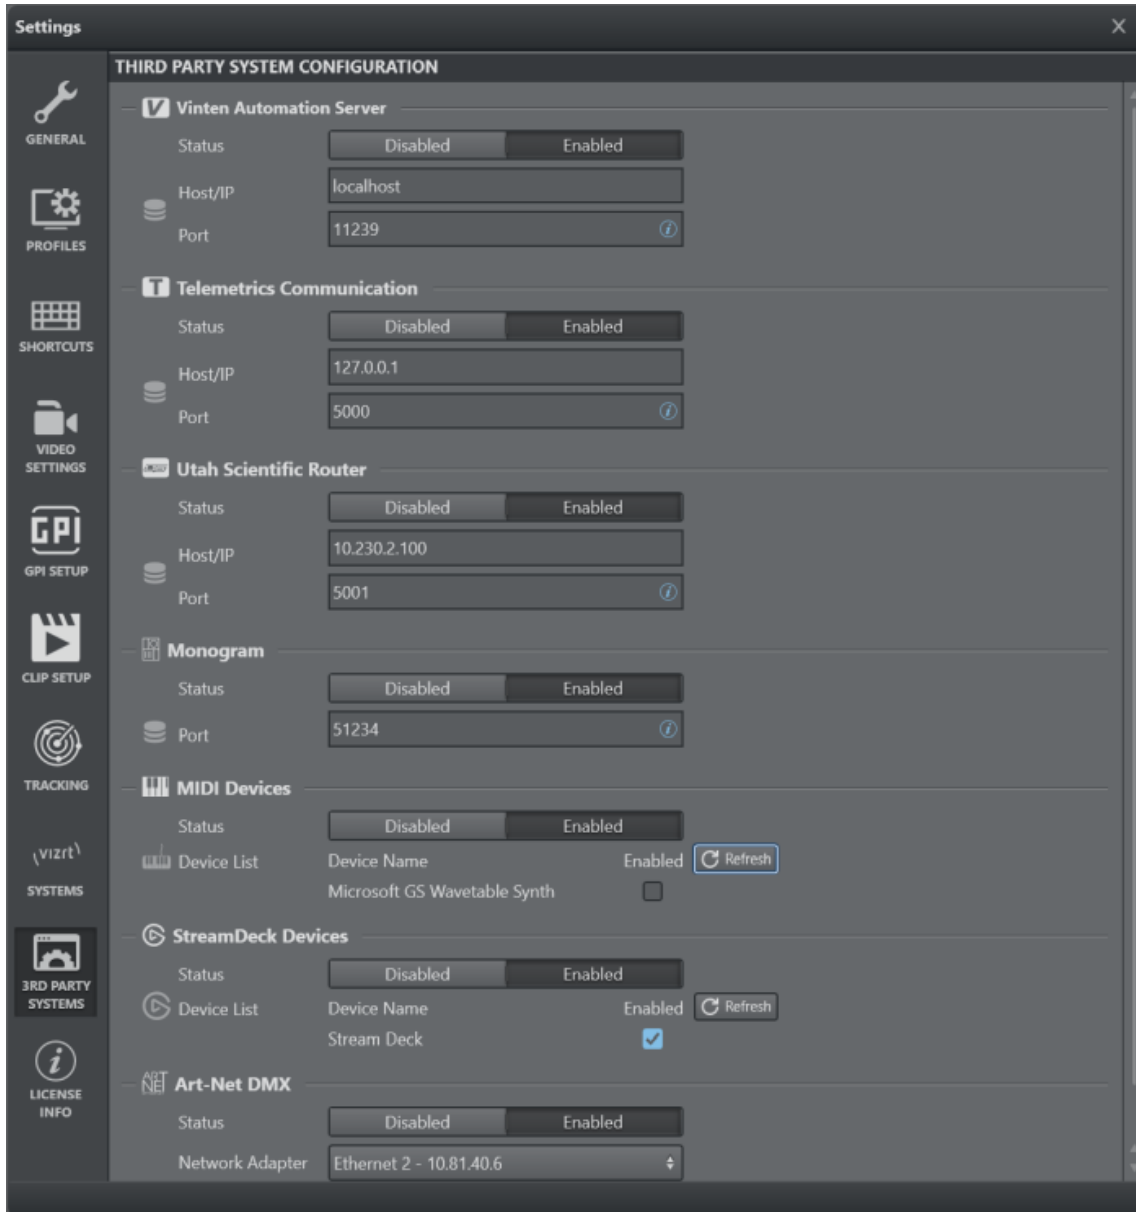 Settings
THIRD PARTY SYSTEM CONFIGURATION
GENERAL
PROFILES
SHORTCUTS
VIDEO
SETTINGS
GPI
GPI SETUP
CLIP SETUP
TRACKING
vizrt
SYSTEMS
3RD PARTY
SYSTEMS
LICENSE
INFO
Vinten Automation Server
Status Disabled Enabled
Host/IP localhost
Port 11239
T Telemetrics Communication
Status Disabled Enabled
Host/IP 127.0.0.1
Port 5000
Utah Scientific Router
Status Disabled Enabled
Host/IP 10.230.2.100
Port 5001
Monogram
Status Disabled Enabled
Port 51234
MIDI Devices
Status Disabled Enabled
Device List Device Name Enabled Refresh
Microsoft GS Wavetable Synth
StreamDeck Devices
Status Disabled Enabled
Device List Device Name Enabled Refresh
Stream Deck
ART NET Art-Net DMX
Status Disabled Enabled
Network Adapter Ethernet 2 - 10.81.40.6